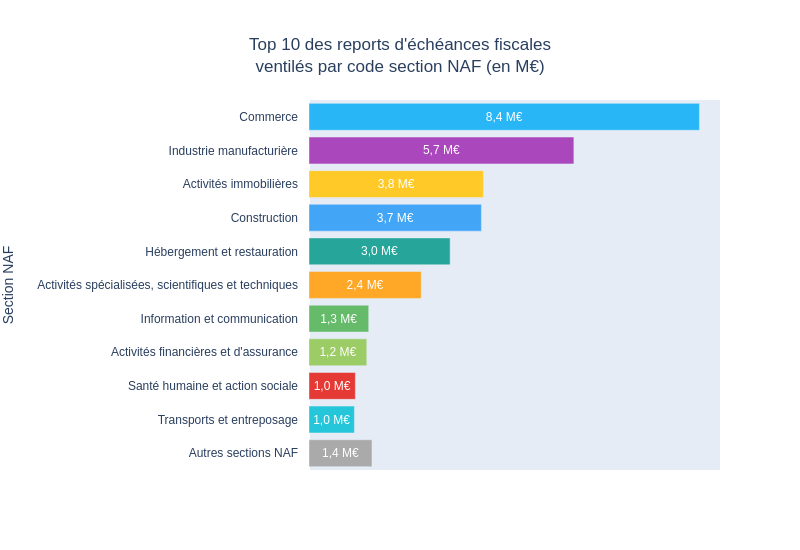 Top 10 des reports d'échéances fiscales
ventilés par code section NAF (en M€)
Section NAF
Commerce 8,4 M€
Industrie manufacturière 5,7 M€
Activités immobilières 3,8 M€
Construction 3,7 M€
Hébergement et restauration 3,0 M€
Activités spécialisées, scientifiques et techniques 2,4 M€
Information et communication 1,3 M€
Activités financières et d'assurance 1,2 M€
Santé humaine et action sociale 1,0 M€
Transports et entreposage 1,0 M€
Autres sections NAF 1,4 M€